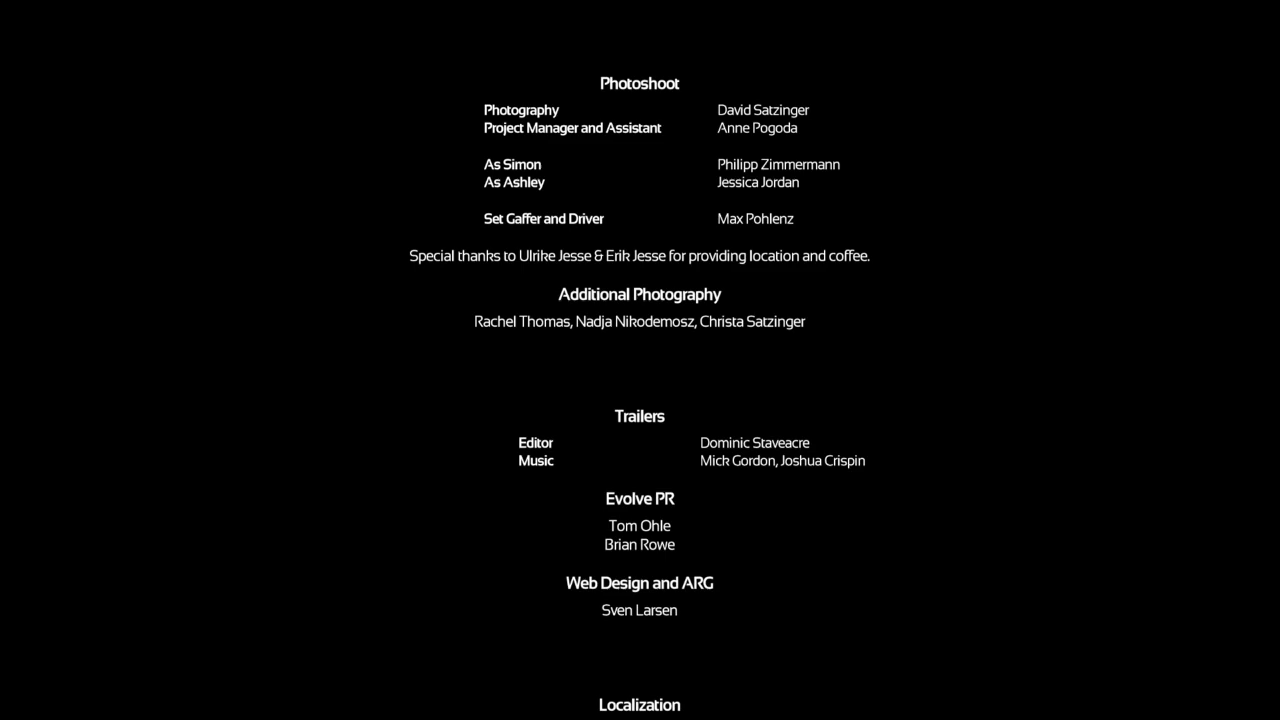 Photoshoot
Photography David Satzinger
Project Manager and Assistant Anne Pogoda
As Simon Philipp Zimmermann
As Ashley Jessica Jordan
Set Gaffer and Driver Max Pohlenz
Special thanks to Ulrike Jesse & Erik Jesse for providing location and coffee.
Additional Photography
Rachel Thomas, Nadja Nikodemosz, Christa Satzinger
Trailers
Editor Dominic Staveacre
Music Mick Gordon, Joshua Crispin
Evolve PR
Tom Ohle
Brian Rowe
Web Design and ARG
Sven Larsen
Localization